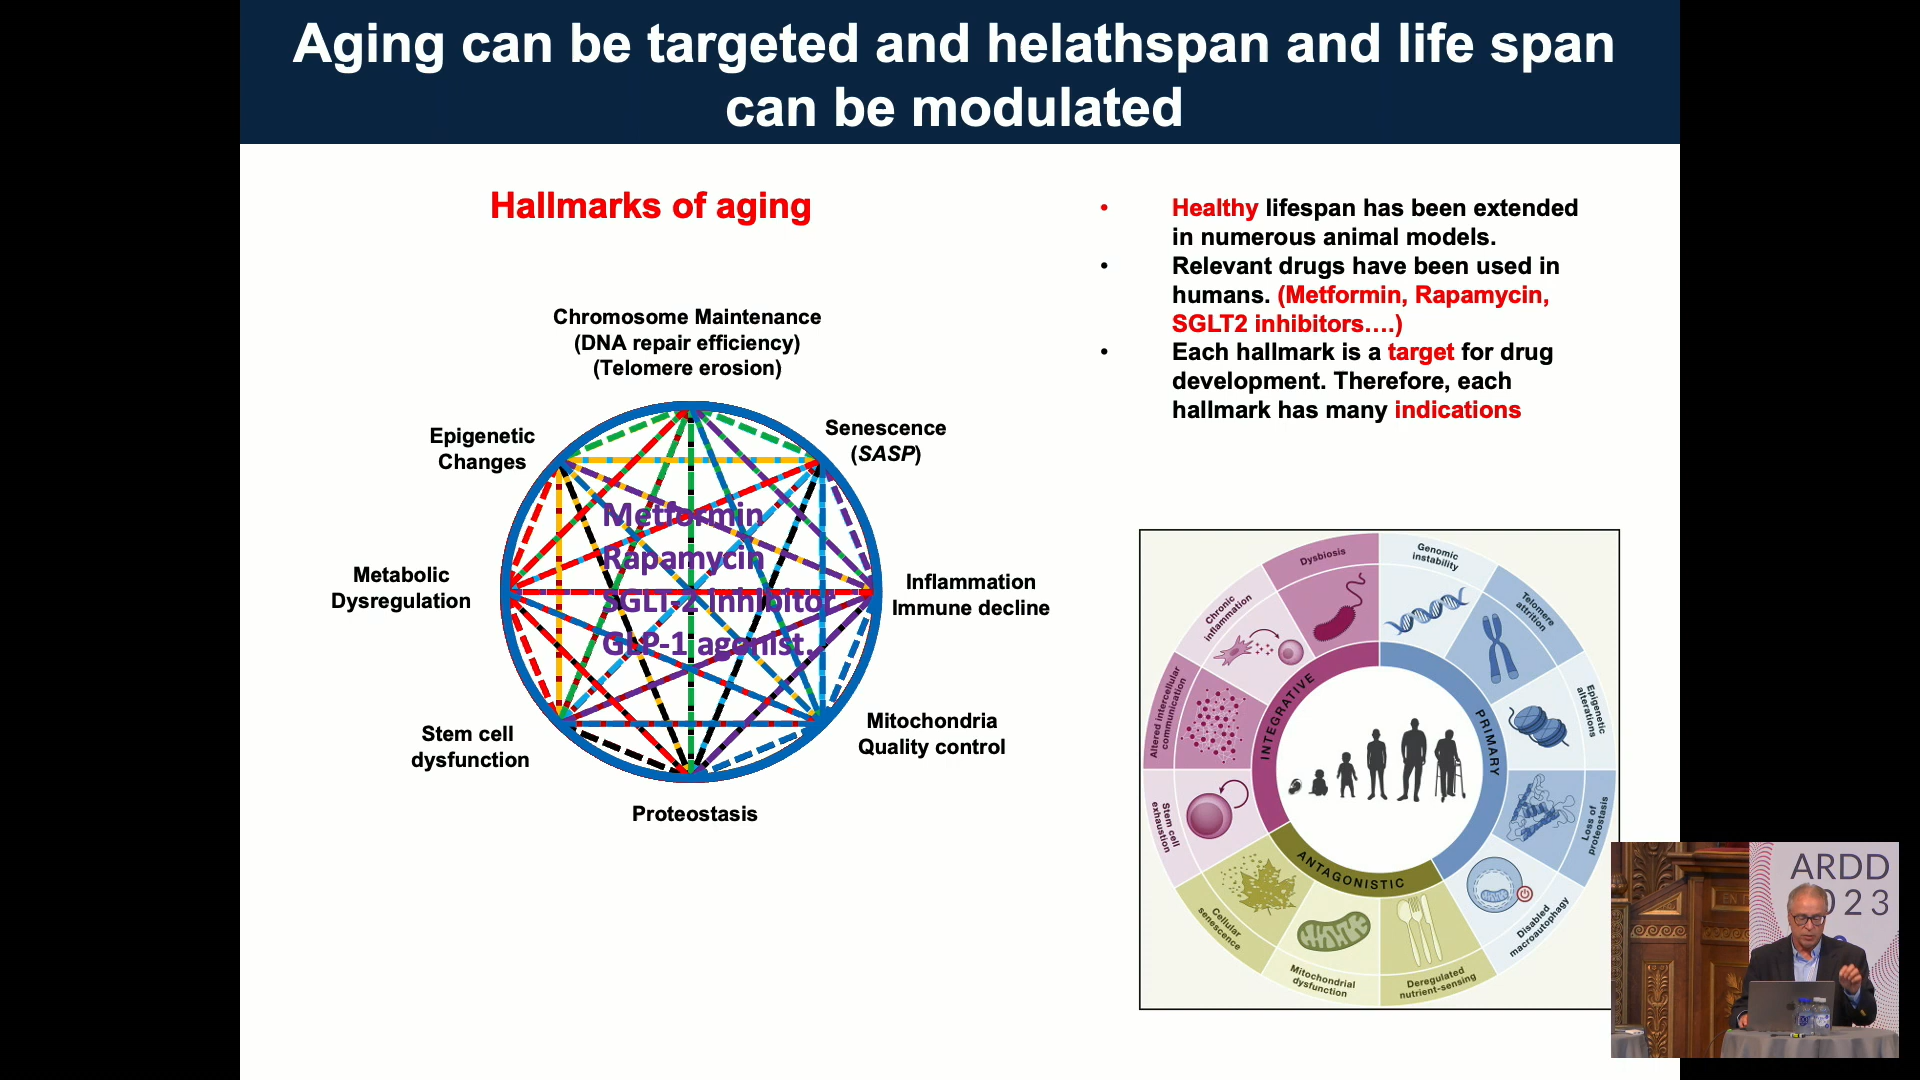 Aging can be targeted and helathspan and life span
can be modulated
Hallmarks of aging
Chromosome Maintenance
(DNA repair efficiency)
(Telomere erosion)
Epigenetic
Changes
Senescence
(SASP)
Metabolic
Dysregulation
Metformin
Rapamycin
SGLT-2 inhibitor
GLP-1 agonist.
Inflammation
Immune decline
Stem cell
dysfunction
Mitochondria
Quality control
Proteostasis
• Healthy lifespan has been extended
in numerous animal models.
• Relevant drugs have been used in
humans. (Metformin, Rapamycin,
SGLT2 inhibitors....)
• Each hallmark is a target for drug
development. Therefore, each
hallmark has many indications
Dysbiosis
Genomic
instability
Telomere
attrition
Epigenetic
alterations
Loss of
proteostasis
Disabled
macroautophagy
Deregulated
nutrient-sensing
Mitochondrial
dysfunction
Cellular
senescence
Stem cell
exhaustion
Altered intercellular
communication
Chronic
inflammation
INTEGRATIVE
PRIMARY
ANTAGONISTIC
ARDD
023